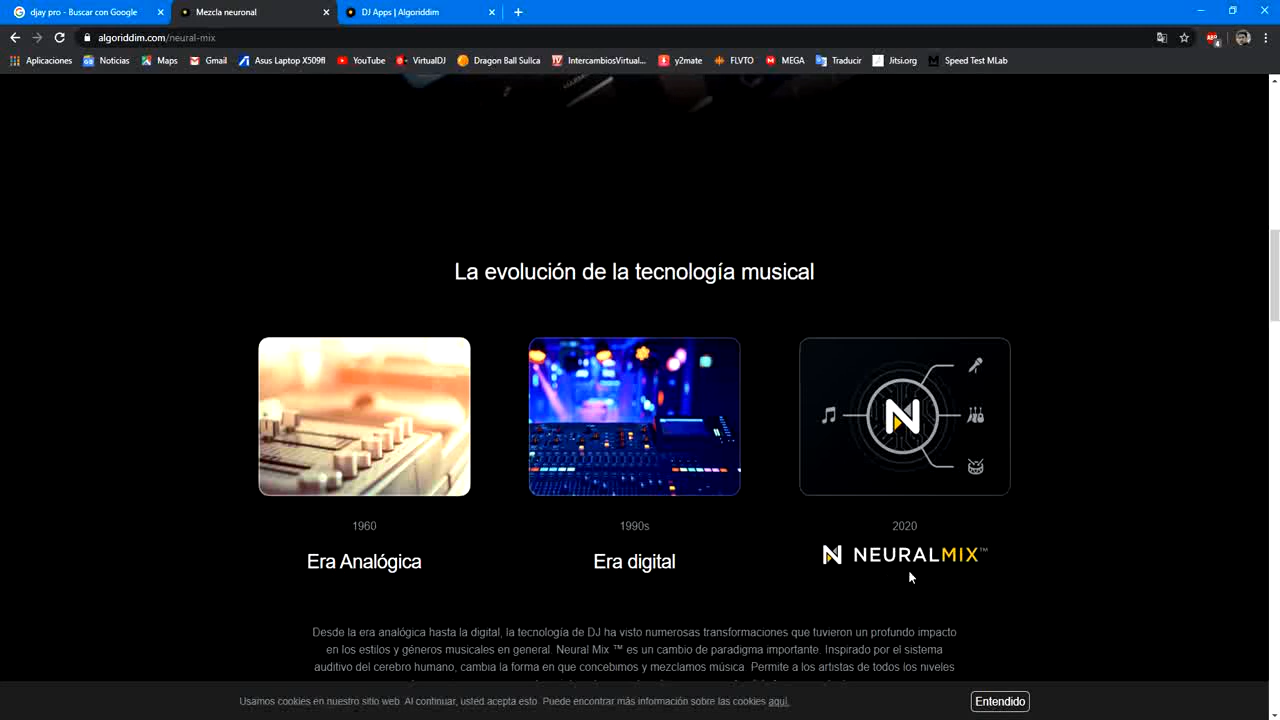 djay pro - Buscar con Google
Mezcla neuronal
DJ Apps | Algoriddim
algoriddim.com/neural-mix
Aplicaciones
Noticias
Maps
Gmail
Asus Laptop X509fl
YouTube
VirtualDJ
Dragon Ball Sullca
IntercambiosVirtual...
y2mate
FLVTO
MEGA
Traducir
Jitsi.org
Speed Test MLab
La evolución de la tecnología musical
1960
1990s
2020
Era Analógica
Era digital
NEURALMIX™
Desde la era analógica hasta la digital, la tecnología de DJ ha visto numerosas transformaciones que tuvieron un profundo impacto
en los estilos y géneros musicales en general. Neural Mix ™ es un cambio de paradigma importante. Inspirado por el sistema
auditivo del cerebro humano, cambia la forma en que concebimos y mezclamos música. Permite a los artistas de todos los niveles
Usamos cookies en nuestro sitio web. Al continuar, usted acepta esto. Puede encontrar más información sobre las cookies aquí.
Entendido